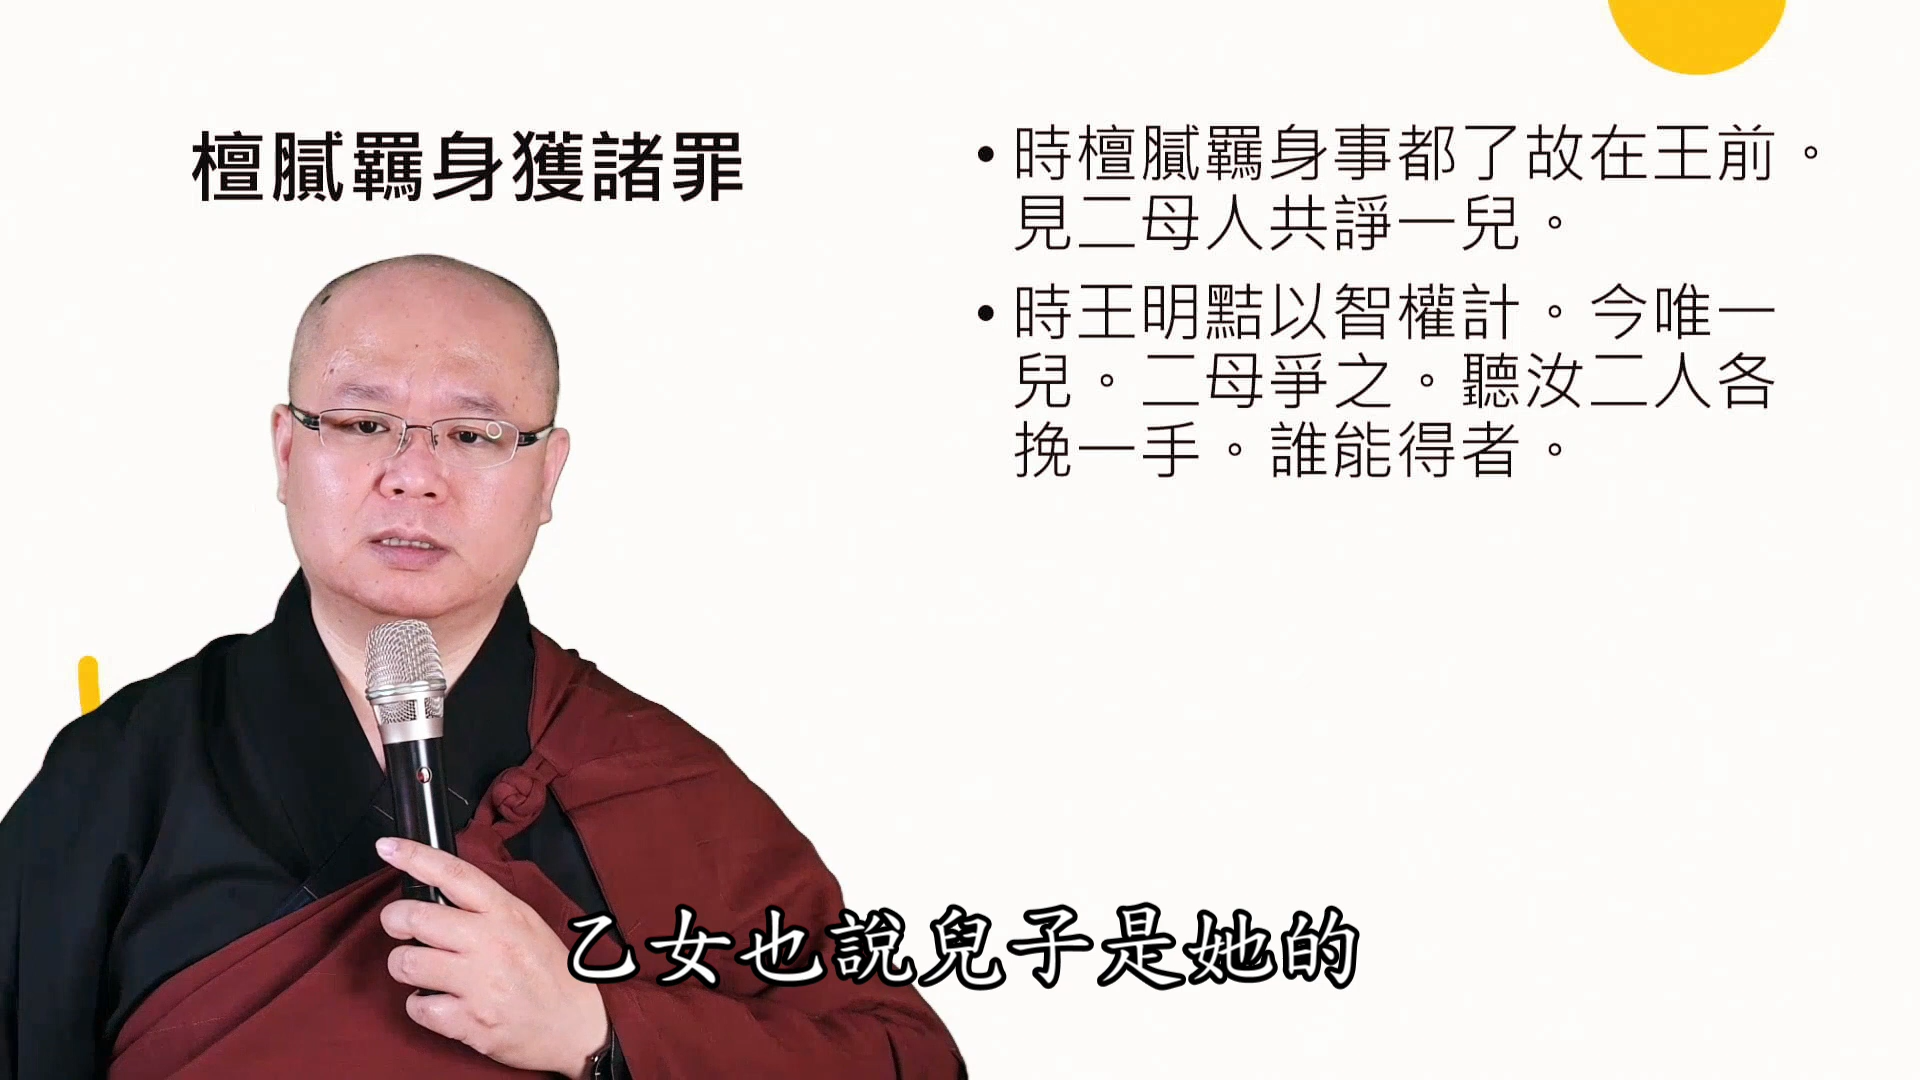 檀膩䩭身獲諸罪
• 時檀膩䩭身事都了故在王前。
見二母人共諍一兒。
• 時王明黠以智權計。今唯一
兒。二母爭之。聽汝二人各
挽一手。誰能得者。
乙女也說兒子是她的